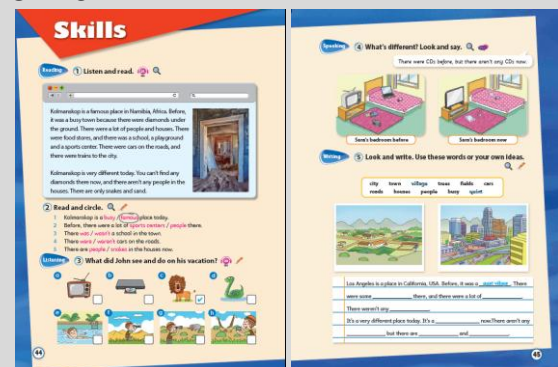 Skills
Reading
1 Listen and read.
Kolmanskop is a famous place in Namibia, Africa. Before,
it was a busy town because there were diamonds under
the ground. There were a lot of people and houses. There
were food stores, and there was a school, a playground
and a sports center. There were cars on the roads, and
there were trains to the city.
Kolmanskop is very different today. You can't find any
diamonds there now, and there aren't any people in the
houses. There are only snakes and sand.
2 Read and circle.
1 Kolmanskop is a busy / famous place today.
2 Before, there were a lot of sports centers / people there.
3 There was / wasn't a school in the town.
4 There were / weren't cars on the roads.
5 There are people / snakes in the houses now.
Listening
3 What did John see and do on his vacation?
a
b
c
d
e
f
g
h
44
Speaking
4 What's different? Look and say.
There were CDs before, but there aren't any CDs now.
Sara's bedroom before
Sara's bedroom now
Writing
5 Look and write. Use these words or your own ideas.
city town village trees fields cars
roads houses people busy quiet
Los Angeles is a place in California, USA. Before, it was a quiet village. There
were some ________ there, and there were a lot of ________.
There weren't any ________.
It's a very different place today. It's a ________ now. There aren't any
________, but there are ________ and ________.
45